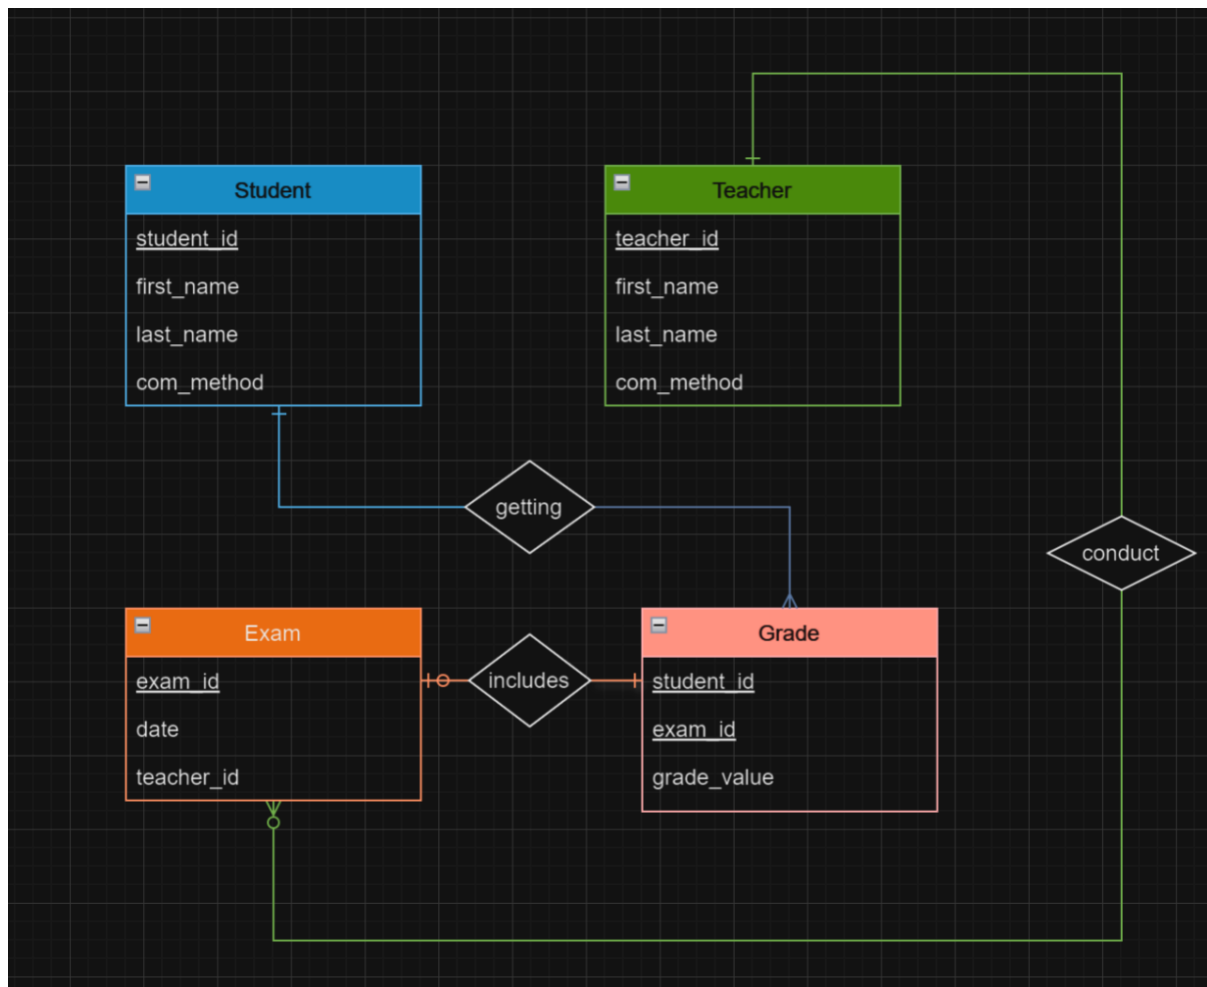 Student
student_id
first_name
last_name
com_method
Teacher
teacher_id
first_name
last_name
com_method
getting
conduct
Exam
exam_id
date
teacher_id
includes
Grade
student_id
exam_id
grade_value